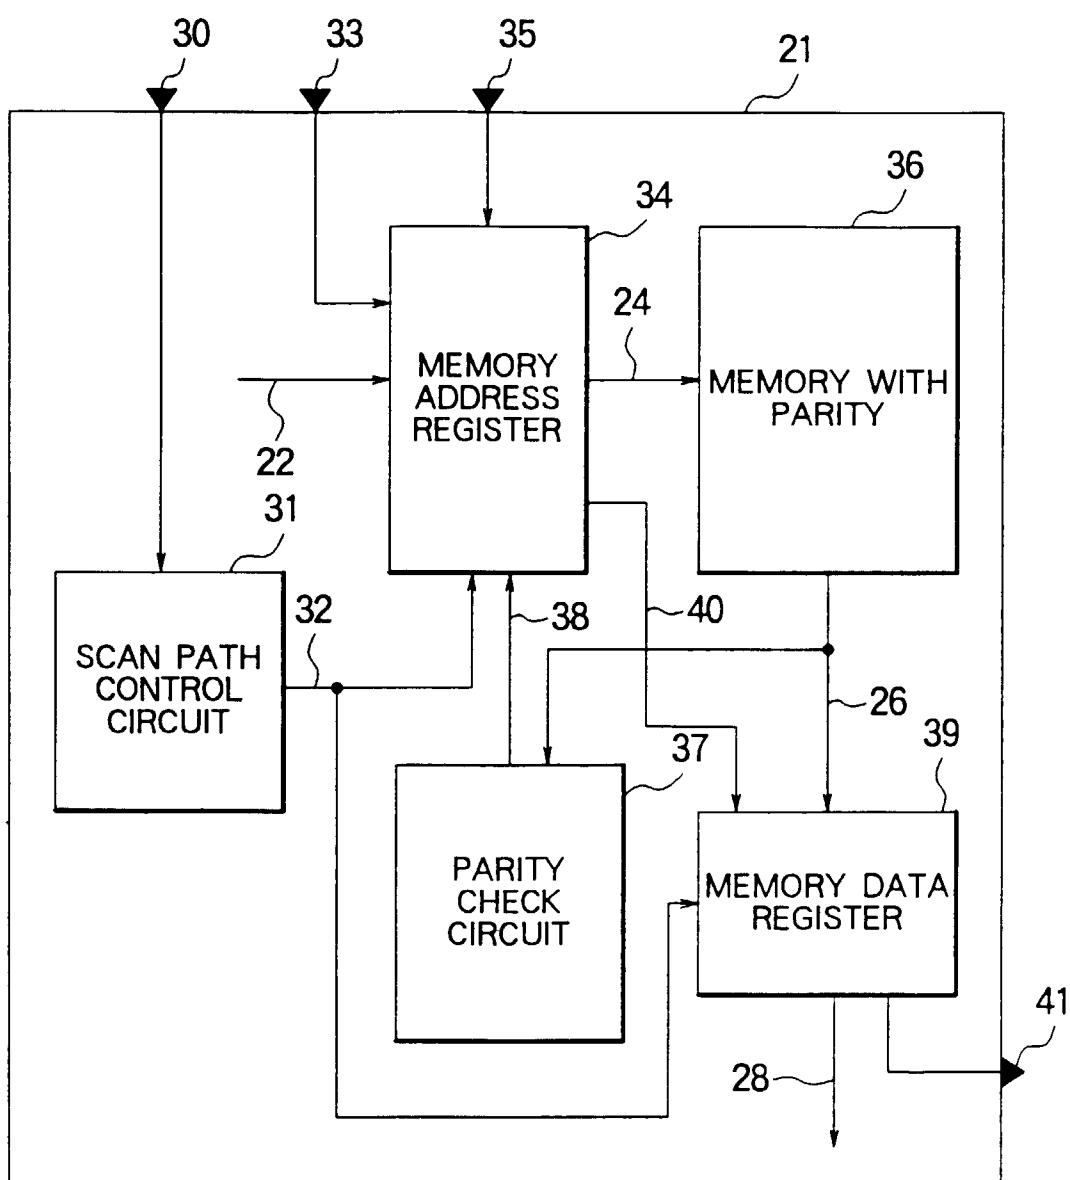 30
33
35
21
36
34
24
MEMORY
ADDRESS
REGISTER
MEMORY WITH
PARITY
22
31
32
38
40
SCAN PATH
CONTROL
CIRCUIT
26
37
39
PARITY
CHECK
CIRCUIT
MEMORY DATA
REGISTER
41
28